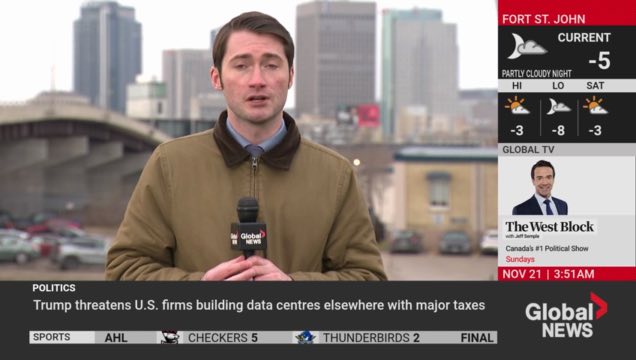 FORT ST. JOHN
CURRENT
-5
PARTLY CLOUDY NIGHT
HI LO SAT
-3 -8 -3
GLOBAL TV
The West Block
with Jeff Semple
Canada's #1 Political Show
Sundays
NOV 21 | 3:51AM
Global
NEWS
POLITICS
Trump threatens U.S. firms building data centres elsewhere with major taxes
Global
NEWS
SPORTS AHL CHECKERS 5 THUNDERBIRDS 2 FINAL